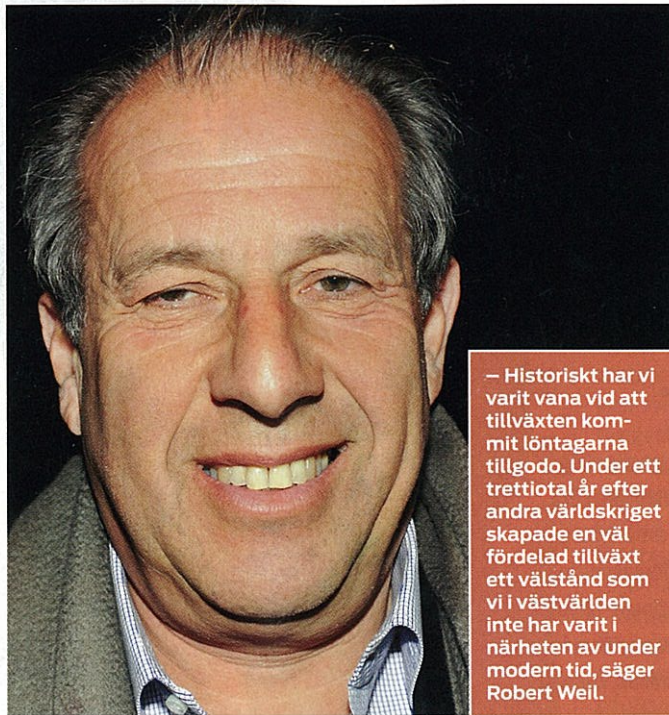 – Historiskt har vi
varit vana vid att
tillväxten kom-
mit löntagarna
tillgodo. Under ett
trettiotal år efter
andra världskriget
skapade en väl
fördelad tillväxt
ett välstånd som
vi i västvärlden
inte har varit i
närheten av under
modern tid, säger
Robert Weil.